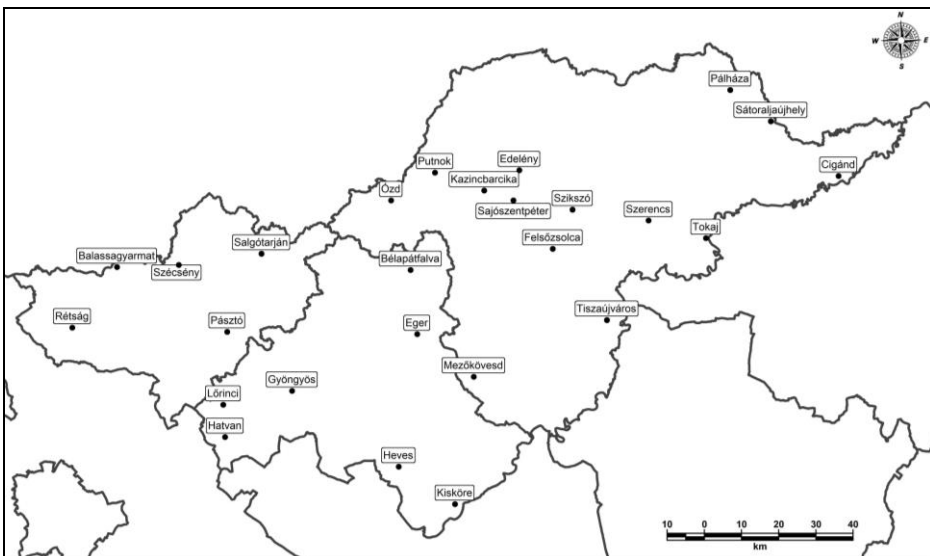 N
W E
S
Pálháza
Sátoraljaújhely
Cigánd
Putnok
Edelény
Kazincbarcika
Ózd
Sajószentpéter
Szikszó
Szerencs
Tokaj
Salgótarján
Felsőzsolca
Balassagyarmat
Szécsény
Bélapátfalva
Rétság
Pásztó
Eger
Tiszaújváros
Mezőkövesd
Gyöngyös
Lőrinci
Hatvan
Heves
Kisköre
10 0 10 20 30 40
km